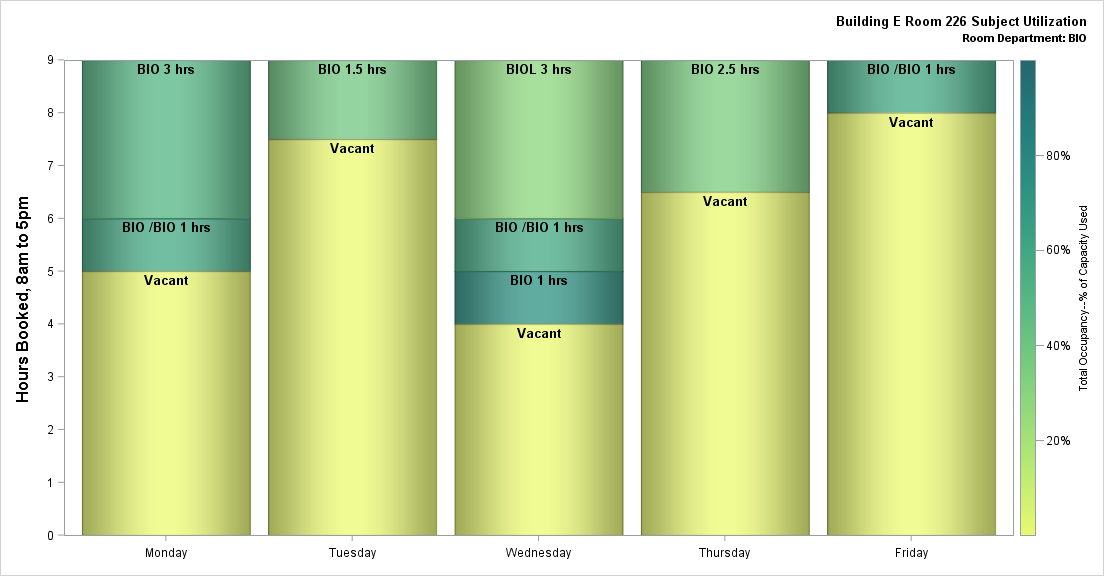 Building E Room 226 Subject Utilization
Room Department: BIO
Hours Booked, 8am to 5pm
9
8
7
6
5
4
3
2
1
0
BIO 3 hrs
BIO /BIO 1 hrs
Vacant
Monday
BIO 1.5 hrs
Vacant
Tuesday
BIOL 3 hrs
BIO /BIO 1 hrs
BIO 1 hrs
Vacant
Wednesday
BIO 2.5 hrs
Vacant
Thursday
BIO /BIO 1 hrs
Vacant
Friday
80%
60%
40%
20%
Total Occupancy--% of Capacity Used